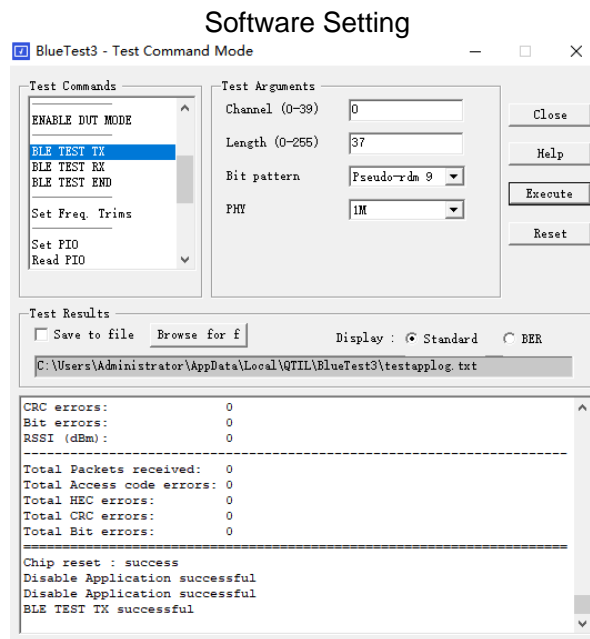 Software Setting
BlueTest3 - Test Command Mode
Test Commands
ENABLE DUT MODE
BLE TEST TX
BLE TEST RX
BLE TEST END
Set Freq. Trims
Set PIO
Read PIO
Test Arguments
Channel (0-39) 0
Length (0-255) 37
Bit pattern Pseudo-rdm 9
PHY 1M
Close
Help
Execute
Reset
Test Results
Save to file Browse for f Display : Standard BER
C:\Users\Administrator\AppData\Local\QTIL\BlueTest3\testapplog.txt
CRC errors: 0
Bit errors: 0
RSSI (dBm): 0
Total Packets received: 0
Total Access code errors: 0
Total HEC errors: 0
Total CRC errors: 0
Total Bit errors: 0
Chip reset : success
Disable Application successful
Disable Application successful
BLE TEST TX successful